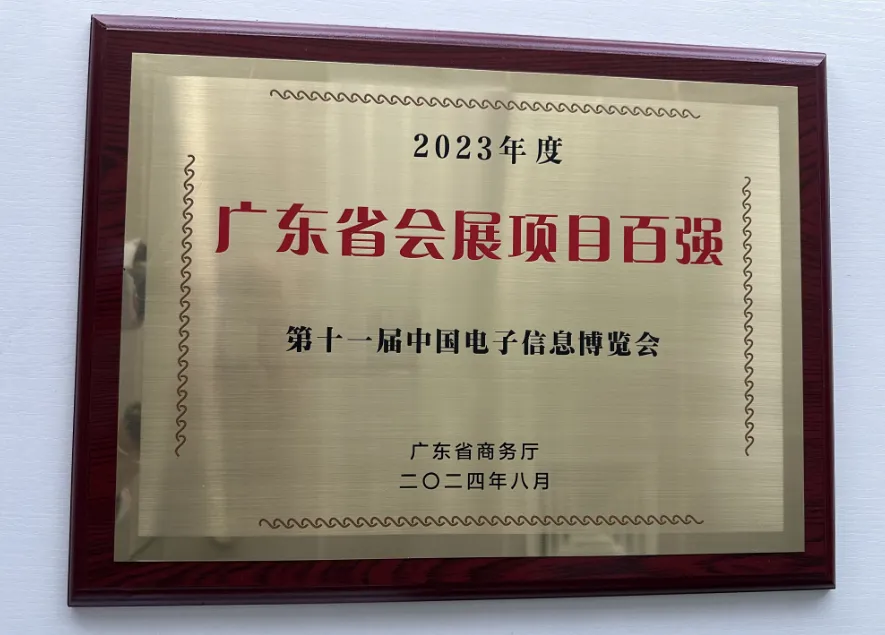 2023年度
广东省会展项目百强
第十一届中国电子信息博览会
广东省商务厅
二〇二四年八月